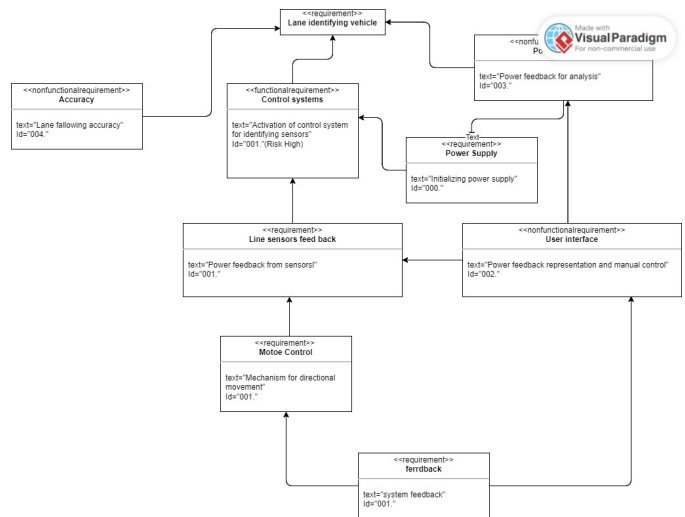 <<requirement>>
Lane identifying vehicle
Made with
Visual Paradigm
For non-commercial use
<<nonfu
Po
text="Power feedback for analysis"
Id="003."
<<nonfunctionalrequirement>>
Accuracy
text="Lane fallowing accuracy"
Id="004."
<<functionalrequirement>>
Control systems
text="Activation of control system
for identifying sensors"
Id="001."(Risk High)
Text
<<requirement>>
Power Supply
text="Initializing power supply"
Id="000."
<<requirement>>
Line sensors feed back
text="Power feedback from sensorsl"
Id="001."
<<nonfunctionalrequirement>>
User interface
text="Power feedback representation and manual control"
Id="002."
<<requirement>>
Motoe Control
text="Mechanism for directional
movement"
Id="001."
<<requirement>>
ferrdback
text="system feedback"
Id="001."